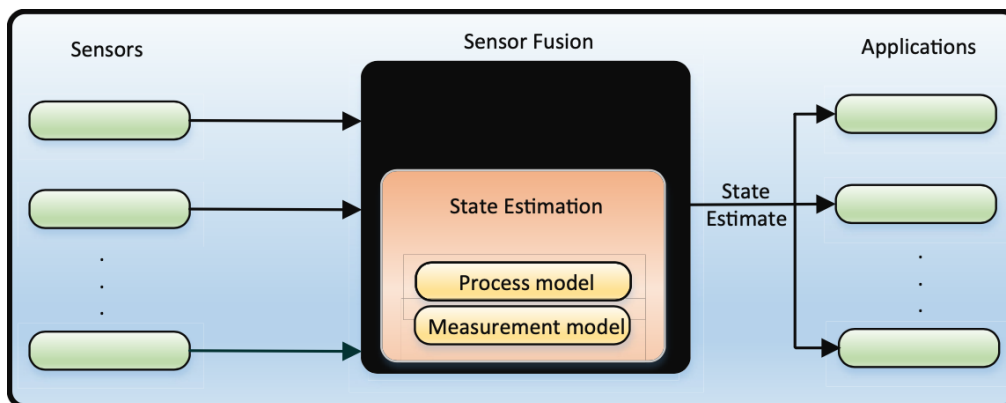 Sensors
Sensor Fusion
Applications
State Estimation
State
Estimate
Process model
Measurement model